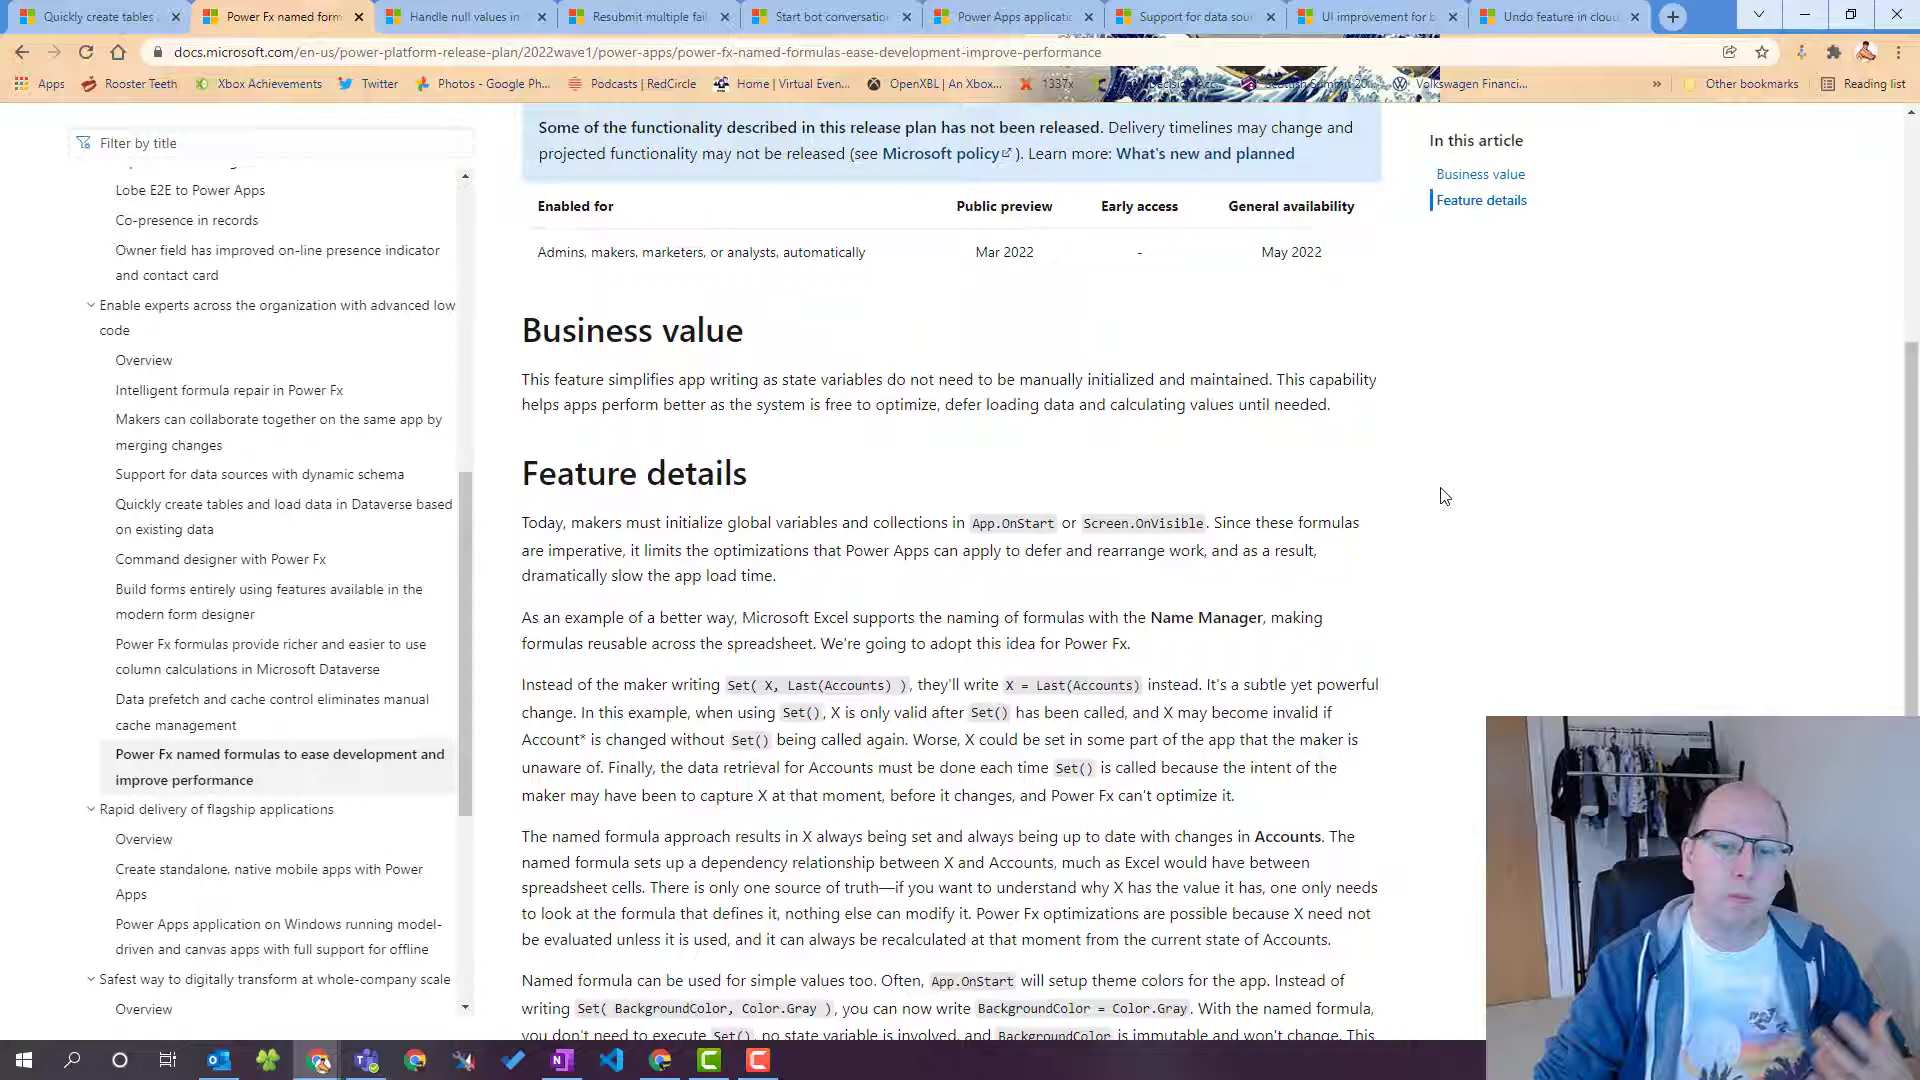 Quickly create tables
Power Fx named form
Handle null values in
Resubmit multiple fail
Start bot conversatio
Power Apps applicati
Support for data sou
UI improvement for b
Undo feature in clou
docs.microsoft.com/en-us/power-platform-release-plan/2022wave1/power-apps/power-fx-named-formulas-ease-development-improve-performance
Apps
Rooster Teeth
Xbox Achievements
Twitter
Photos - Google Ph...
Podcasts | RedCircle
Home | Virtual Even...
OpenXBL | An Xbox...
1337x
Scottish Summit 20...
Volkswagen Financi...
»
Other bookmarks
Reading list
Filter by title
Lobe E2E to Power Apps
Co-presence in records
Owner field has improved on-line presence indicator
and contact card
Enable experts across the organization with advanced low
code
Overview
Intelligent formula repair in Power Fx
Makers can collaborate together on the same app by
merging changes
Support for data sources with dynamic schema
Quickly create tables and load data in Dataverse based
on existing data
Command designer with Power Fx
Build forms entirely using features available in the
modern form designer
Power Fx formulas provide richer and easier to use
column calculations in Microsoft Dataverse
Data prefetch and cache control eliminates manual
cache management
Power Fx named formulas to ease development and
improve performance
Rapid delivery of flagship applications
Overview
Create standalone, native mobile apps with Power
Apps
Power Apps application on Windows running model-
driven and canvas apps with full support for offline
Safest way to digitally transform at whole-company scale
Overview
Some of the functionality described in this release plan has not been released. Delivery timelines may change and
projected functionality may not be released (see Microsoft policy ). Learn more: What's new and planned
Enabled for Public preview Early access General availability
Admins, makers, marketers, or analysts, automatically Mar 2022 - May 2022
Business value
This feature simplifies app writing as state variables do not need to be manually initialized and maintained. This capability
helps apps perform better as the system is free to optimize, defer loading data and calculating values until needed.
Feature details
Today, makers must initialize global variables and collections in App.OnStart or Screen.OnVisible. Since these formulas
are imperative, it limits the optimizations that Power Apps can apply to defer and rearrange work, and as a result,
dramatically slow the app load time.
As an example of a better way, Microsoft Excel supports the naming of formulas with the Name Manager, making
formulas reusable across the spreadsheet. We're going to adopt this idea for Power Fx.
Instead of the maker writing Set( X, Last(Accounts) ), they'll write X = Last(Accounts) instead. It's a subtle yet powerful
change. In this example, when using Set(), X is only valid after Set() has been called, and X may become invalid if
Account* is changed without Set() being called again. Worse, X could be set in some part of the app that the maker is
unaware of. Finally, the data retrieval for Accounts must be done each time Set() is called because the intent of the
maker may have been to capture X at that moment, before it changes, and Power Fx can't optimize it.
The named formula approach results in X always being set and always being up to date with changes in Accounts. The
named formula sets up a dependency relationship between X and Accounts, much as Excel would have between
spreadsheet cells. There is only one source of truth—if you want to understand why X has the value it has, one only needs
to look at the formula that defines it, nothing else can modify it. Power Fx optimizations are possible because X need not
be evaluated unless it is used, and it can always be recalculated at that moment from the current state of Accounts.
Named formula can be used for simple values too. Often, App.OnStart will setup theme colors for the app. Instead of
writing Set( BackgroundColor, Color.Gray ), you can now write BackgroundColor = Color.Gray. With the named formula,
you don't need to execute Set(), no state variable is involved, and BackgroundColor is immutable and won't change. This
In this article
Business value
Feature details